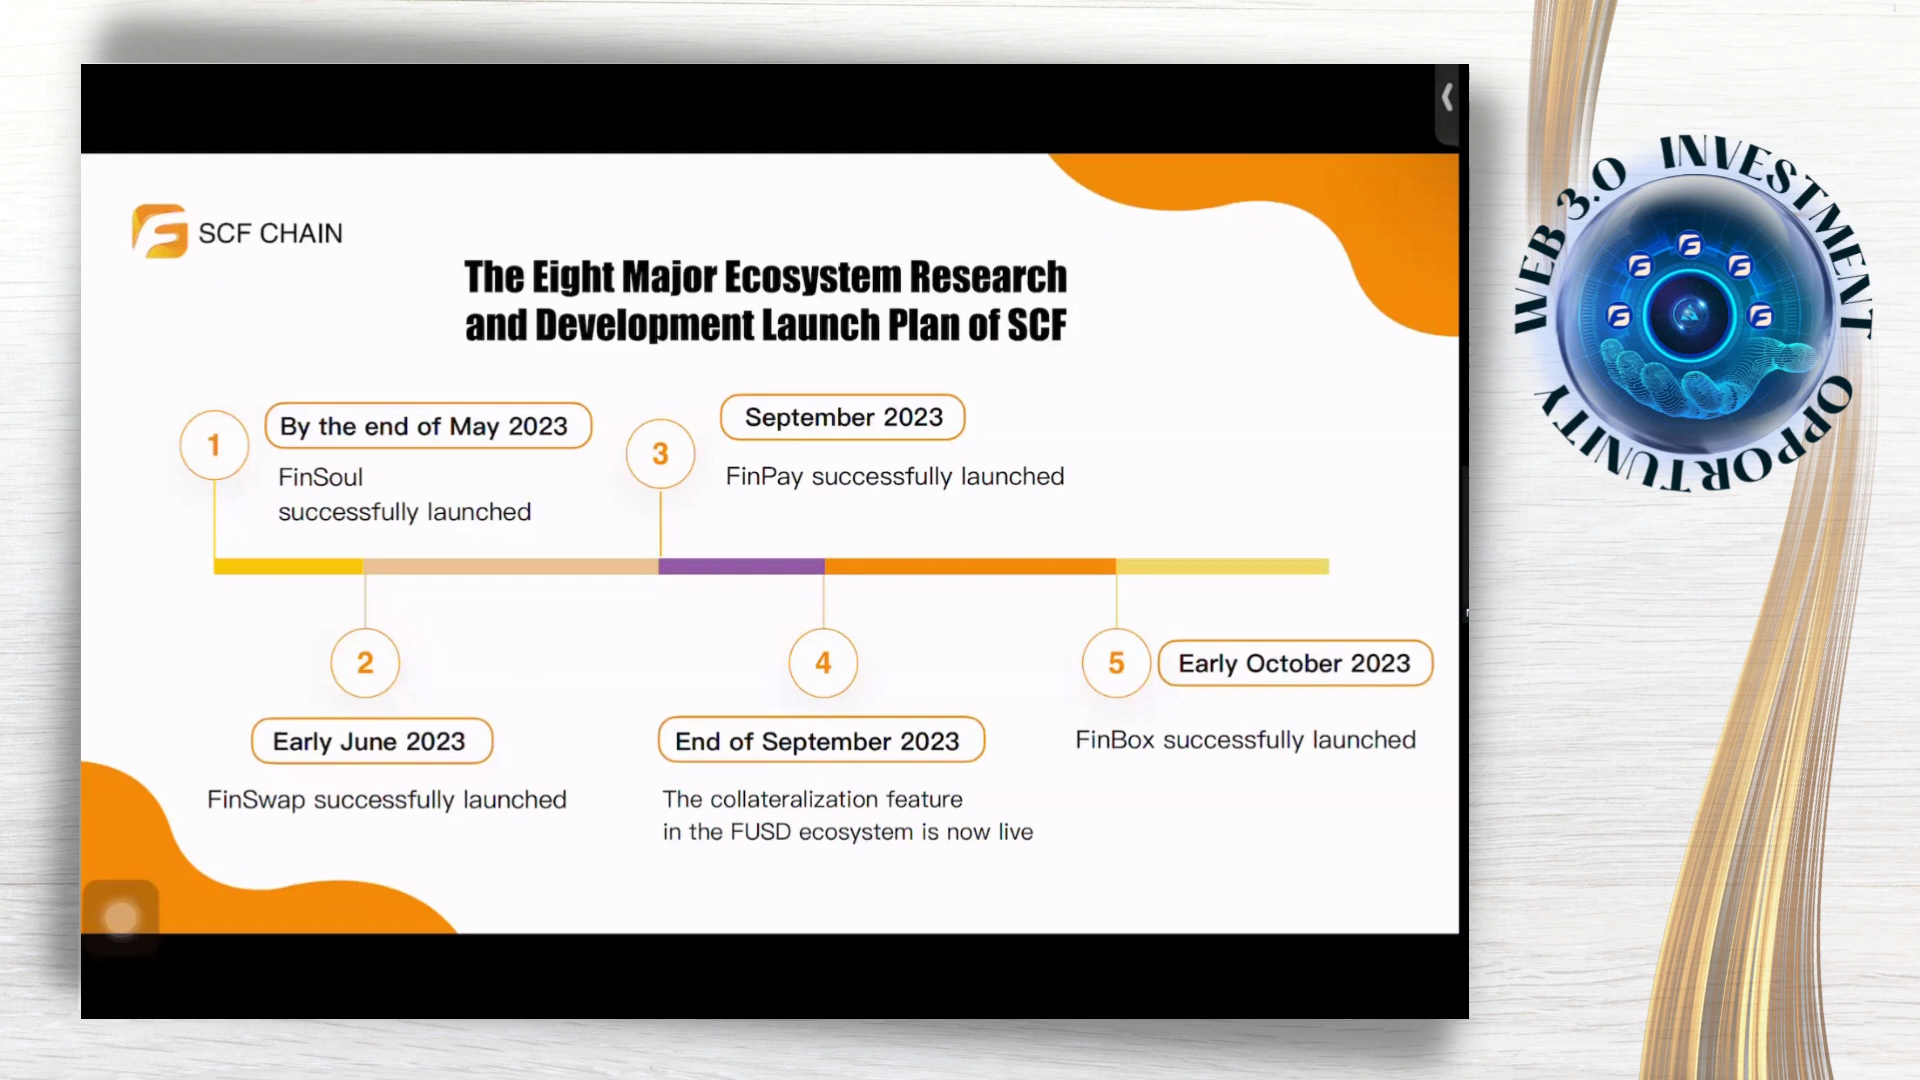 SCF CHAIN
The Eight Major Ecosystem Research
and Development Launch Plan of SCF
1
By the end of May 2023
FinSoul
successfully launched
3
September 2023
FinPay successfully launched
2
Early June 2023
FinSwap successfully launched
4
End of September 2023
The collateralization feature
in the FUSD ecosystem is now live
5
Early October 2023
FinBox successfully launched
WEB 3.0 INVESTMENT
OPPORTUNITY